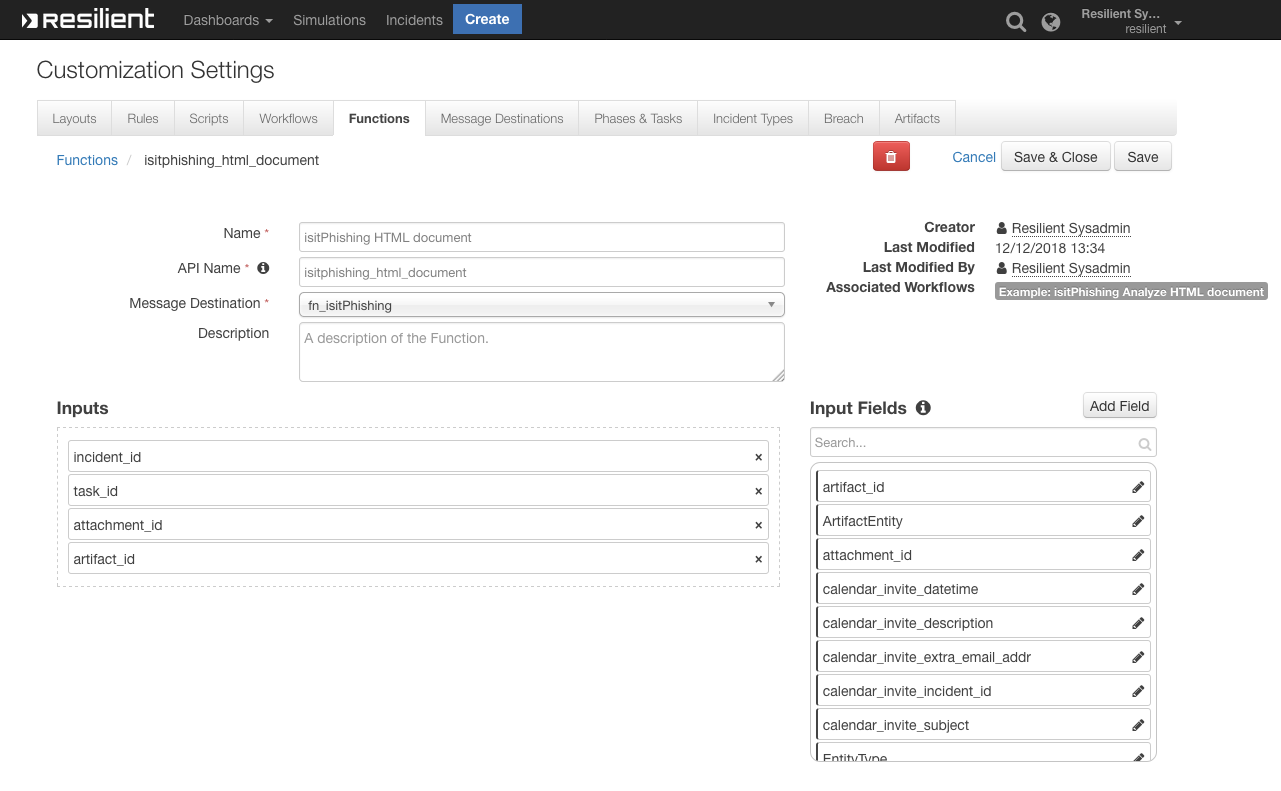 resilient Dashboards Simulations Incidents Create Resilient Sy...
resilient
Customization Settings
Layouts Rules Scripts Workflows Functions Message Destinations Phases & Tasks Incident Types Breach Artifacts
Functions / isitphishing_html_document Cancel Save & Close Save
Name * isitPhishing HTML document
API Name * isitphishing_html_document
Message Destination * fn_isitPhishing
Description A description of the Function.
Creator Resilient Sysadmin
Last Modified 12/12/2018 13:34
Last Modified By Resilient Sysadmin
Associated Workflows Example: isitPhishing Analyze HTML document
Inputs
incident_id ×
task_id ×
attachment_id ×
artifact_id ×
Input Fields Add Field
Search...
artifact_id
ArtifactEntity
attachment_id
calendar_invite_datetime
calendar_invite_description
calendar_invite_extra_email_addr
calendar_invite_incident_id
calendar_invite_subject
EntityType